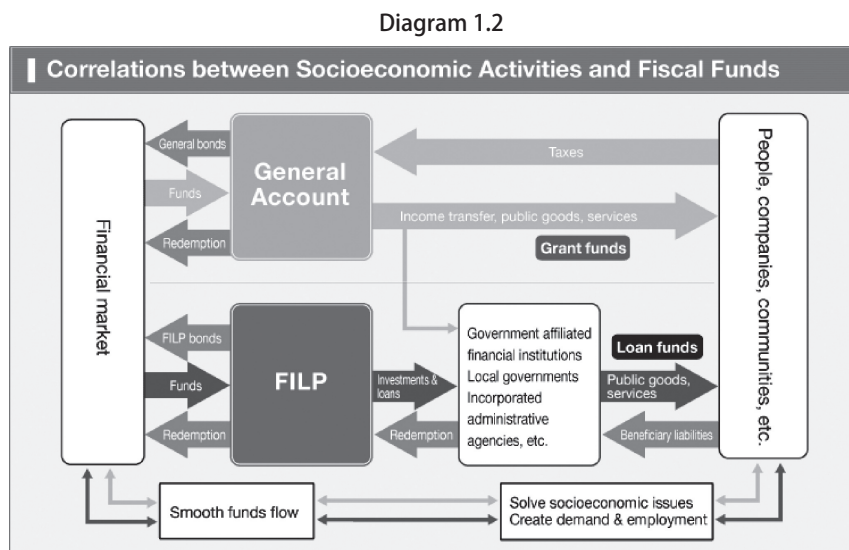 Diagram 1.2
Correlations between Socioeconomic Activities and Fiscal Funds
Financial market
General bonds
Funds
Redemption
General
Account
Taxes
Income transfer, public goods, services
Grant funds
People, companies, communities, etc.
FILP bonds
Funds
Redemption
FILP
Investments &
loans
Redemption
Government affiliated
financial institutions
Local governments
Incorporated
administrative
agencies, etc.
Loan funds
Public goods,
services
Beneficiary liabilities
Smooth funds flow
Solve socioeconomic issues
Create demand & employment